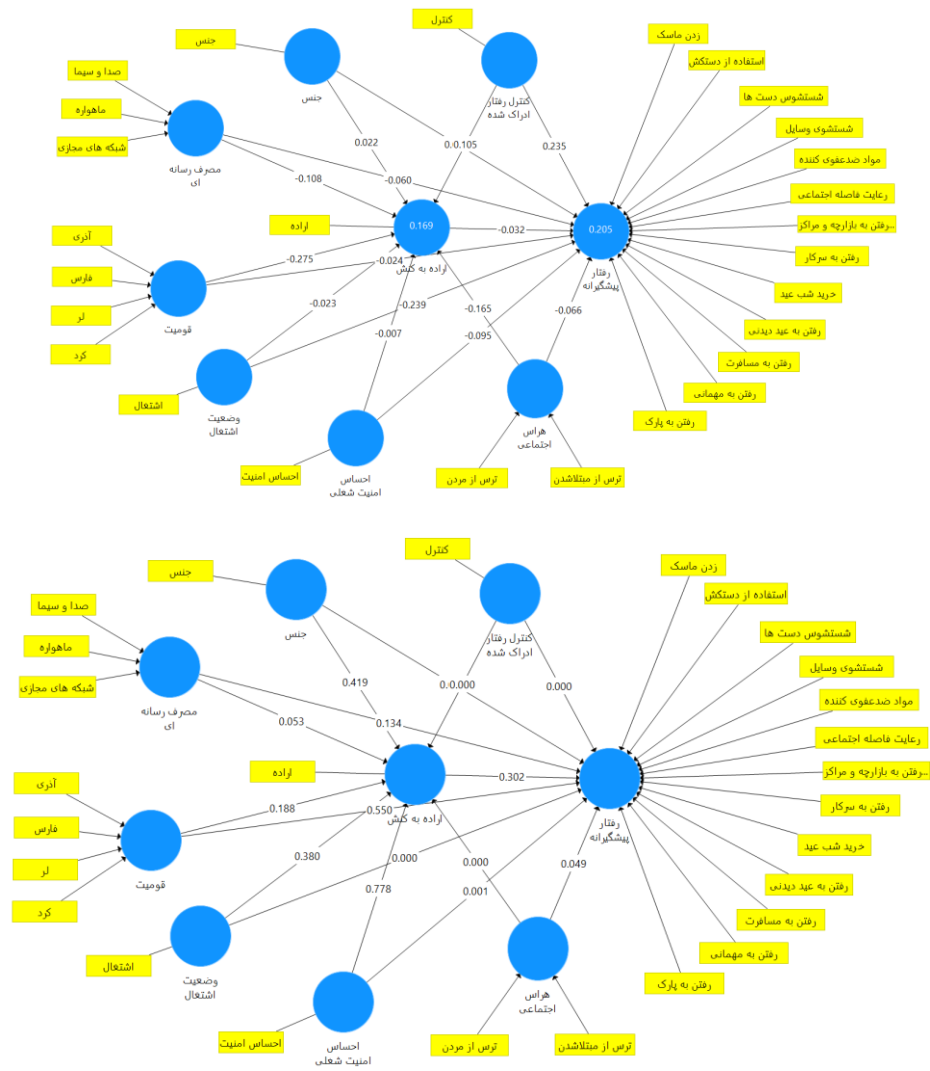 کنترل
جنس
زدن ماسک
استفاده از دستکش
صدا و سیما
جنس
کنترل رفتار
ادراک شده
شستشوس دست ها
ماهواره
شستشوی وسایل
شبکه های مجازی
0.022
0.105
0.235
مواد ضدعفوی کننده
مصرف رسانه
ای
-0.108
-0.060
رعایت فاصله اجتماعی
اراده
0.169
-0.032
0.205
رفتن به بازارچه و مراکز...
آذری
-0.275
-0.024
اراده به کنش
رفتار
پیشگیرانه
رفتن به سرکار
فارس
خرید شب عید
لر
قومیت
-0.023
-0.239
-0.165
-0.066
رفتن به عید دیدنی
کرد
-0.007
-0.095
رفتن به مسافرت
اشتغال
وضعیت
اشتغال
رفتن به مهمانی
هراس
اجتماعی
رفتن به پارک
احساس امنیت
احساس
امنیت شغلی
ترس از مردن
ترس از مبتلاشدن
کنترل
جنس
زدن ماسک
استفاده از دستکش
صدا و سیما
جنس
کنترل رفتار
ادراک شده
شستشوس دست ها
ماهواره
شستشوی وسایل
شبکه های مجازی
0.419
0.000
0.000
مواد ضدعفوی کننده
مصرف رسانه
ای
0.053
0.134
رعایت فاصله اجتماعی
اراده
0.302
رفتن به بازارچه و مراکز...
آذری
0.188
0.550
اراده به کنش
رفتار
پیشگیرانه
رفتن به سرکار
فارس
خرید شب عید
لر
قومیت
0.380
0.000
0.000
0.049
رفتن به عید دیدنی
کرد
0.778
0.001
رفتن به مسافرت
اشتغال
وضعیت
اشتغال
رفتن به مهمانی
هراس
اجتماعی
رفتن به پارک
احساس امنیت
احساس
امنیت شغلی
ترس از مردن
ترس از مبتلاشدن